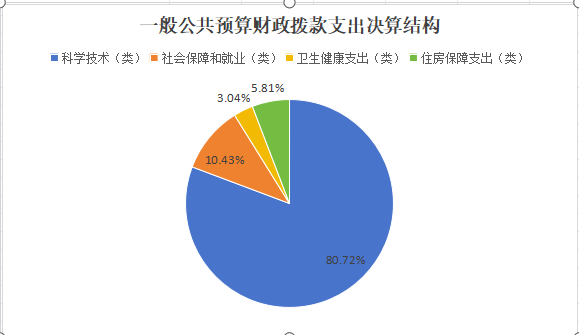 一般公共预算财政拨款支出决算结构
科学技术（类） 社会保障和就业（类） 卫生健康支出（类） 住房保障支出（类）
5.81%
3.04%
10.43%
80.72%